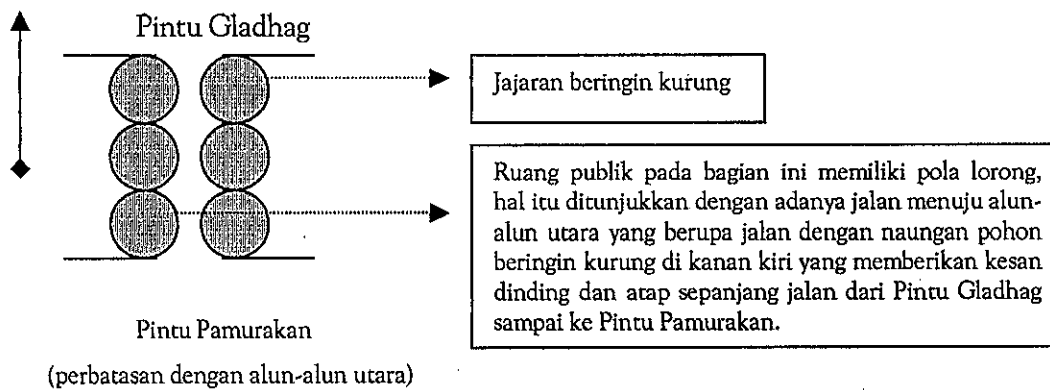 Pintu Gladhag
Jajaran beringin kurung
Ruang publik pada bagian ini memiliki pola lorong,
hal itu ditunjukkan dengan adanya jalan menuju alun-
alun utara yang berupa jalan dengan naungan pohon
beringin kurung di kanan kiri yang memberikan kesan
dinding dan atap sepanjang jalan dari Pintu Gladhag
sampai ke Pintu Pamurakan.
Pintu Pamurakan
(perbatasan dengan alun-alun utara)